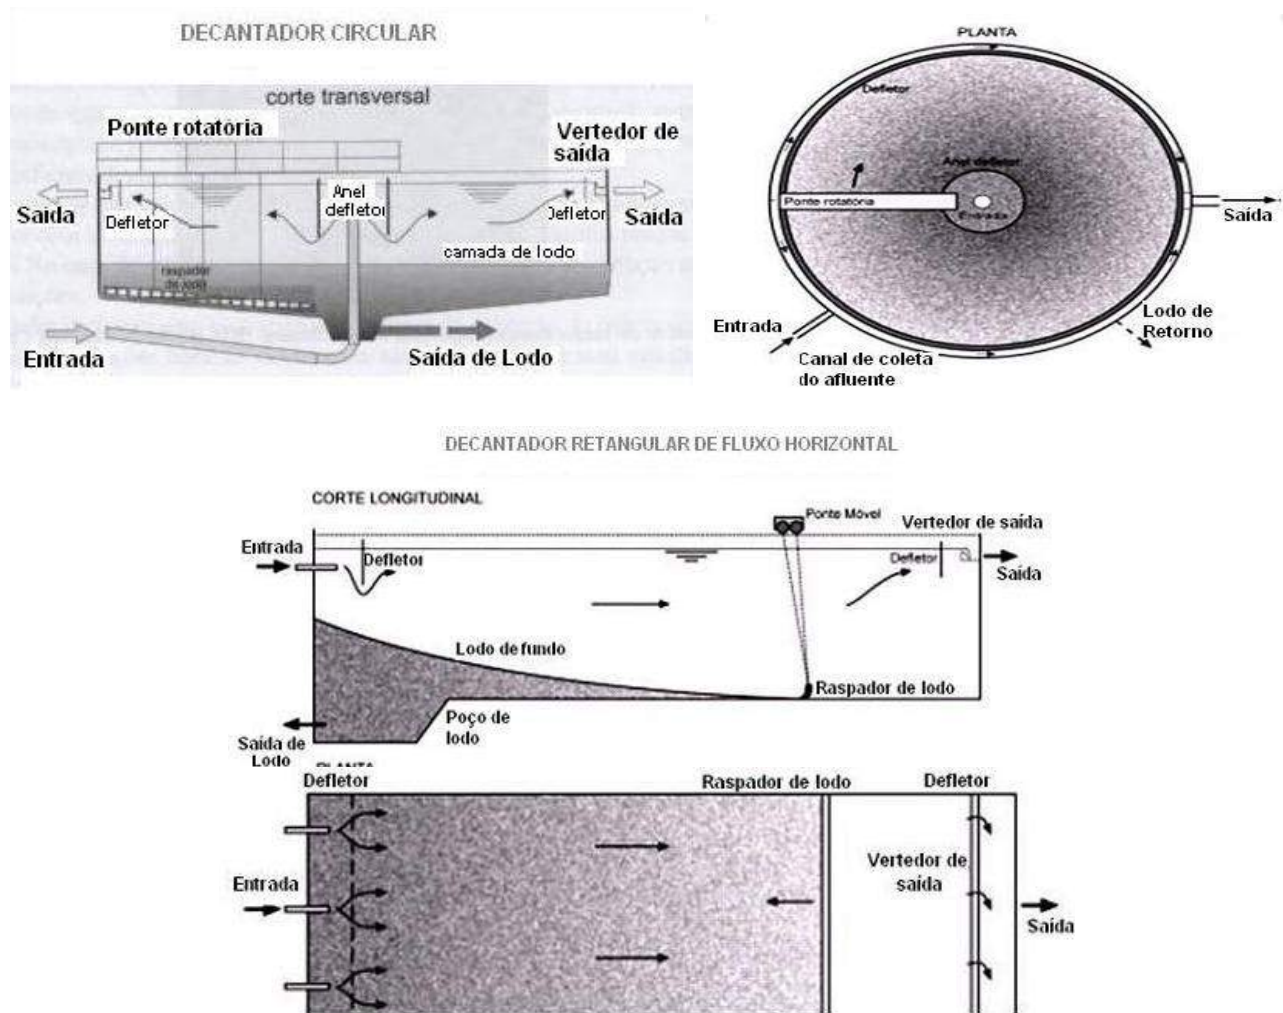 DECANTADOR CIRCULAR
corte transversal
Ponte rotatória
Vertedor de
saída
Saída
Defletor
Anel
defletor
Defletor
Saída
camada de lodo
raspador
de lodo
Entrada
Saída de Lodo
PLANTA
Defletor
Anel defletor
Ponte rotatória
Entrada
Saída
Entrada
Lodo de
Retorno
Canal de coleta
do afluente
DECANTADOR RETANGULAR DE FLUXO HORIZONTAL
CORTE LONGITUDINAL
Ponte Móvel
Vertedor de saída
Entrada
Defletor
Defletor
Saída
Lodo de fundo
Raspador de lodo
Poço de
lodo
Saída de
Lodo
PLANTA
Defletor
Raspador de lodo
Defletor
Vertedor de
saída
Entrada
Saída